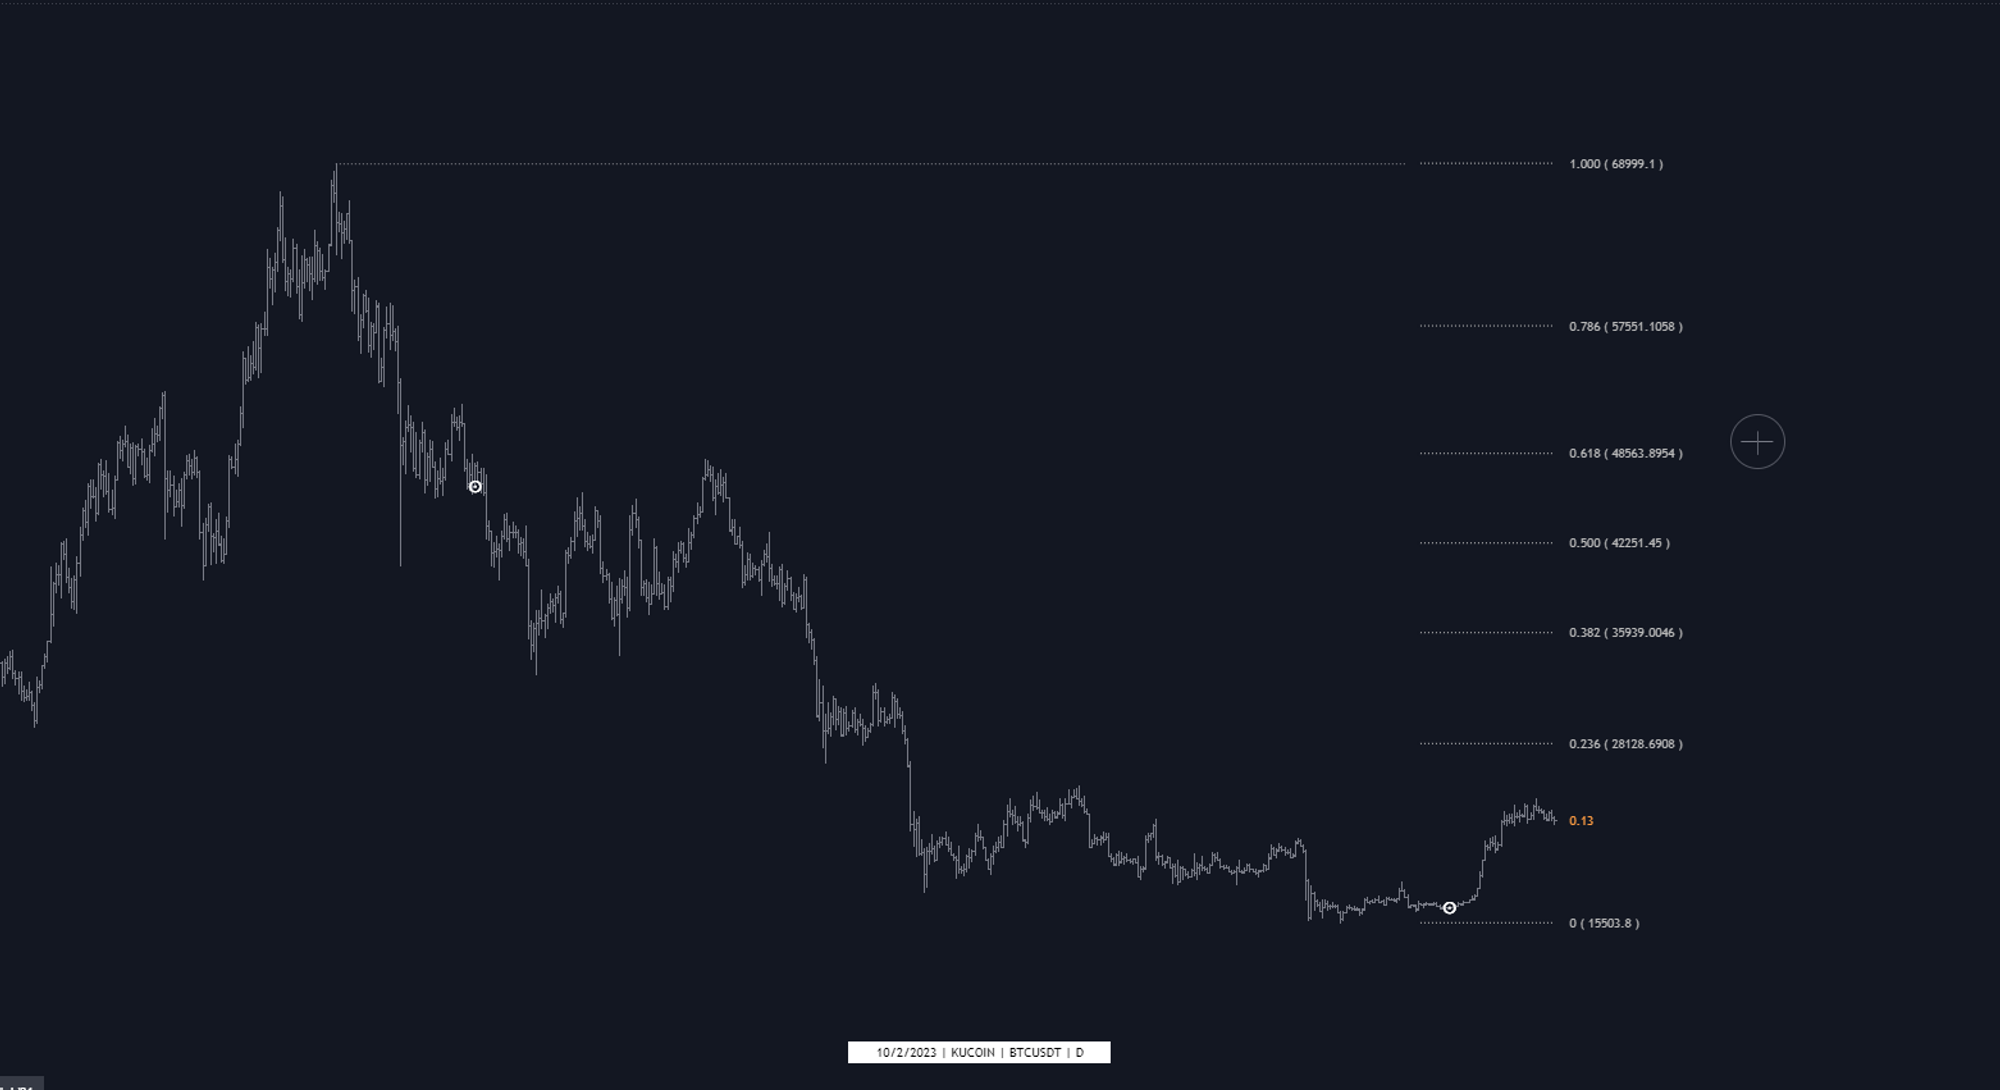 1.000 ( 68999.1 )
0.786 ( 57551.1058 )
0.618 ( 48563.8954 )
0.500 ( 42251.45 )
0.382 ( 35939.0046 )
0.236 ( 28128.6908 )
0.13
0 ( 15503.8 )
10/2/2023 | KUCOIN | BTCUSDT | D